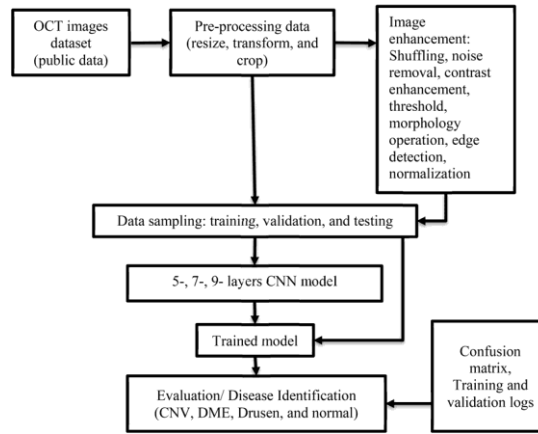 OCT images
dataset
(public data)
Pre-processing data
(resize, transform, and
crop)
Image
enhancement:
Shuffling, noise
removal, contrast
enhancement,
threshold,
morphology
operation, edge
detection,
normalization
Data sampling: training, validation, and testing
5-, 7-, 9- layers CNN model
Trained model
Evaluation/ Disease Identification
(CNV, DME, Drusen, and normal)
Confusion
matrix,
Training and
validation logs